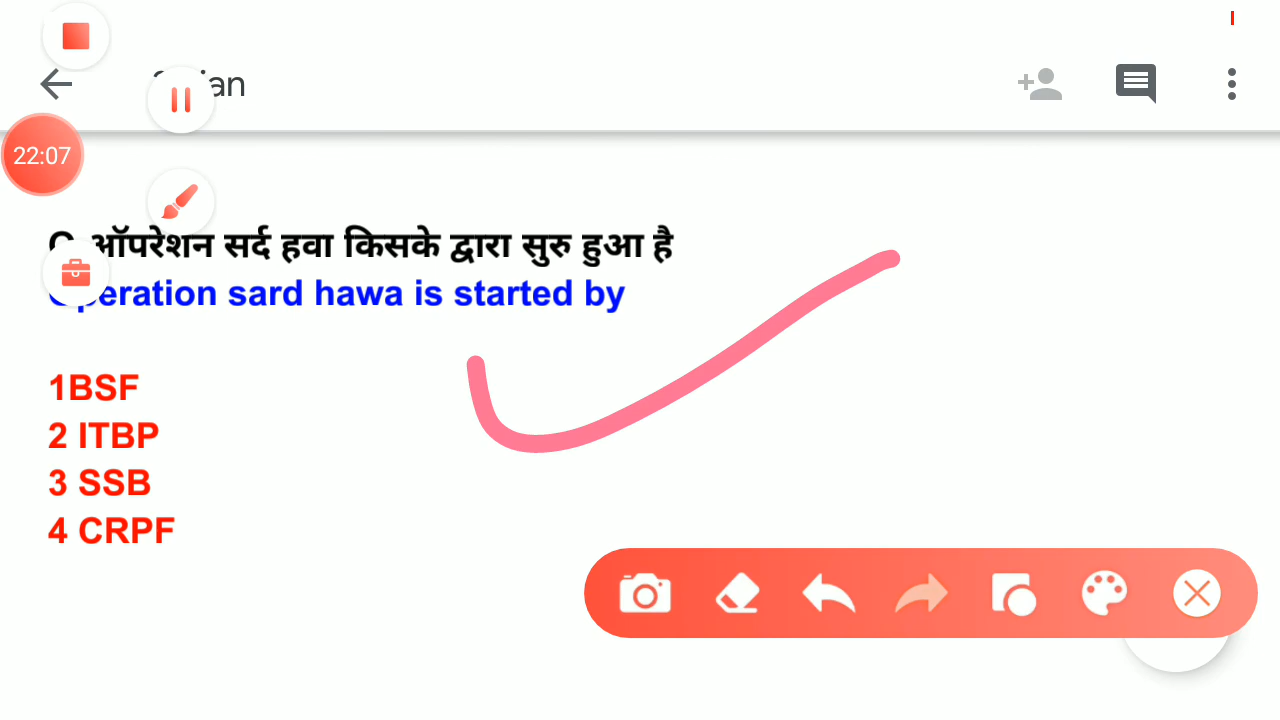 22:07
ऑपरेशन सर्द हवा किसके द्वारा सुरु हुआ है
Operation sard hawa is started by
1BSF
2 ITBP
3 SSB
4 CRPF